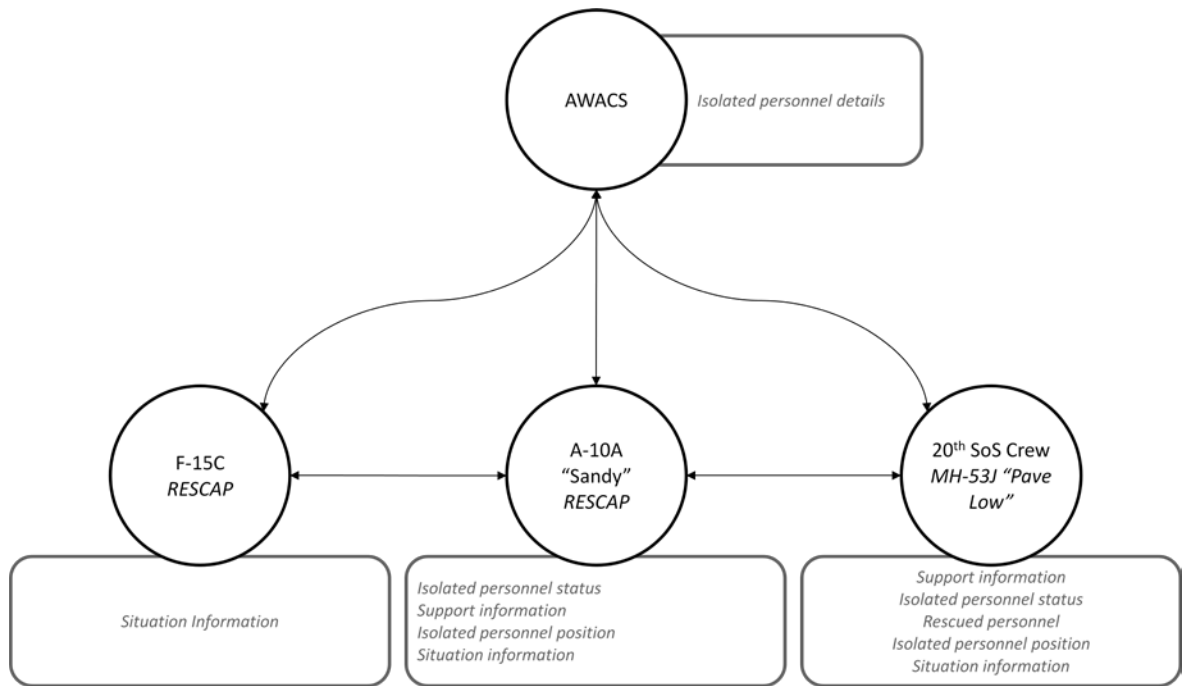 AWACS
Isolated personnel details
F-15C
RESCAP
A-10A
“Sandy”
RESCAP
20th SoS Crew
MH-53J “Pave
Low”
Situation Information
Isolated personnel status
Support information
Isolated personnel position
Situation information
Support information
Isolated personnel status
Rescued personnel
Isolated personnel position
Situation information